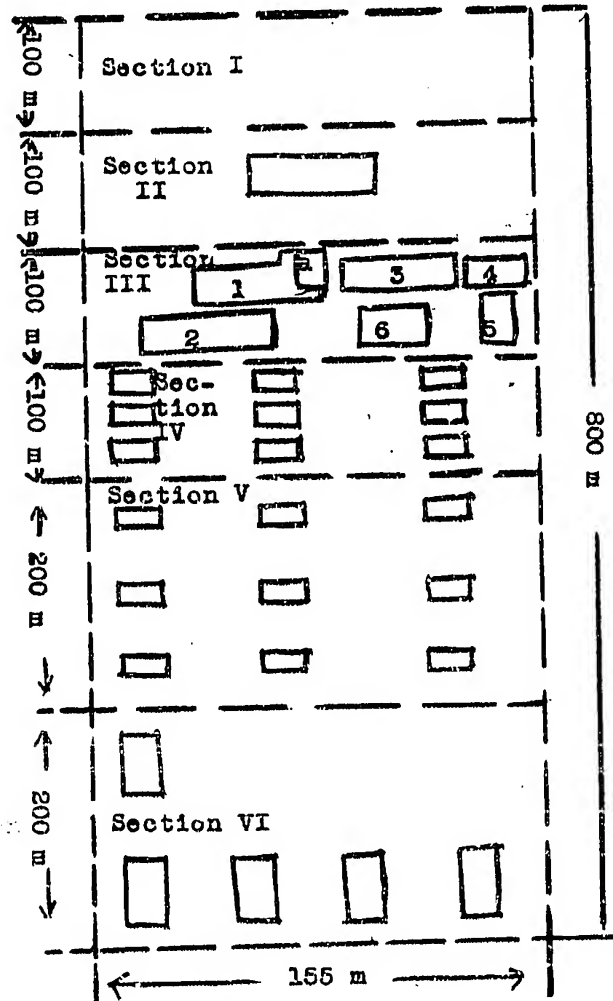 Section I
Section
II
Section
III
1
3
4
2
6
5
Sec-
tion
IV
Section V
Section VI
100 m
100 m
100 m
100 m
200 m
200 m
800 m
155 m